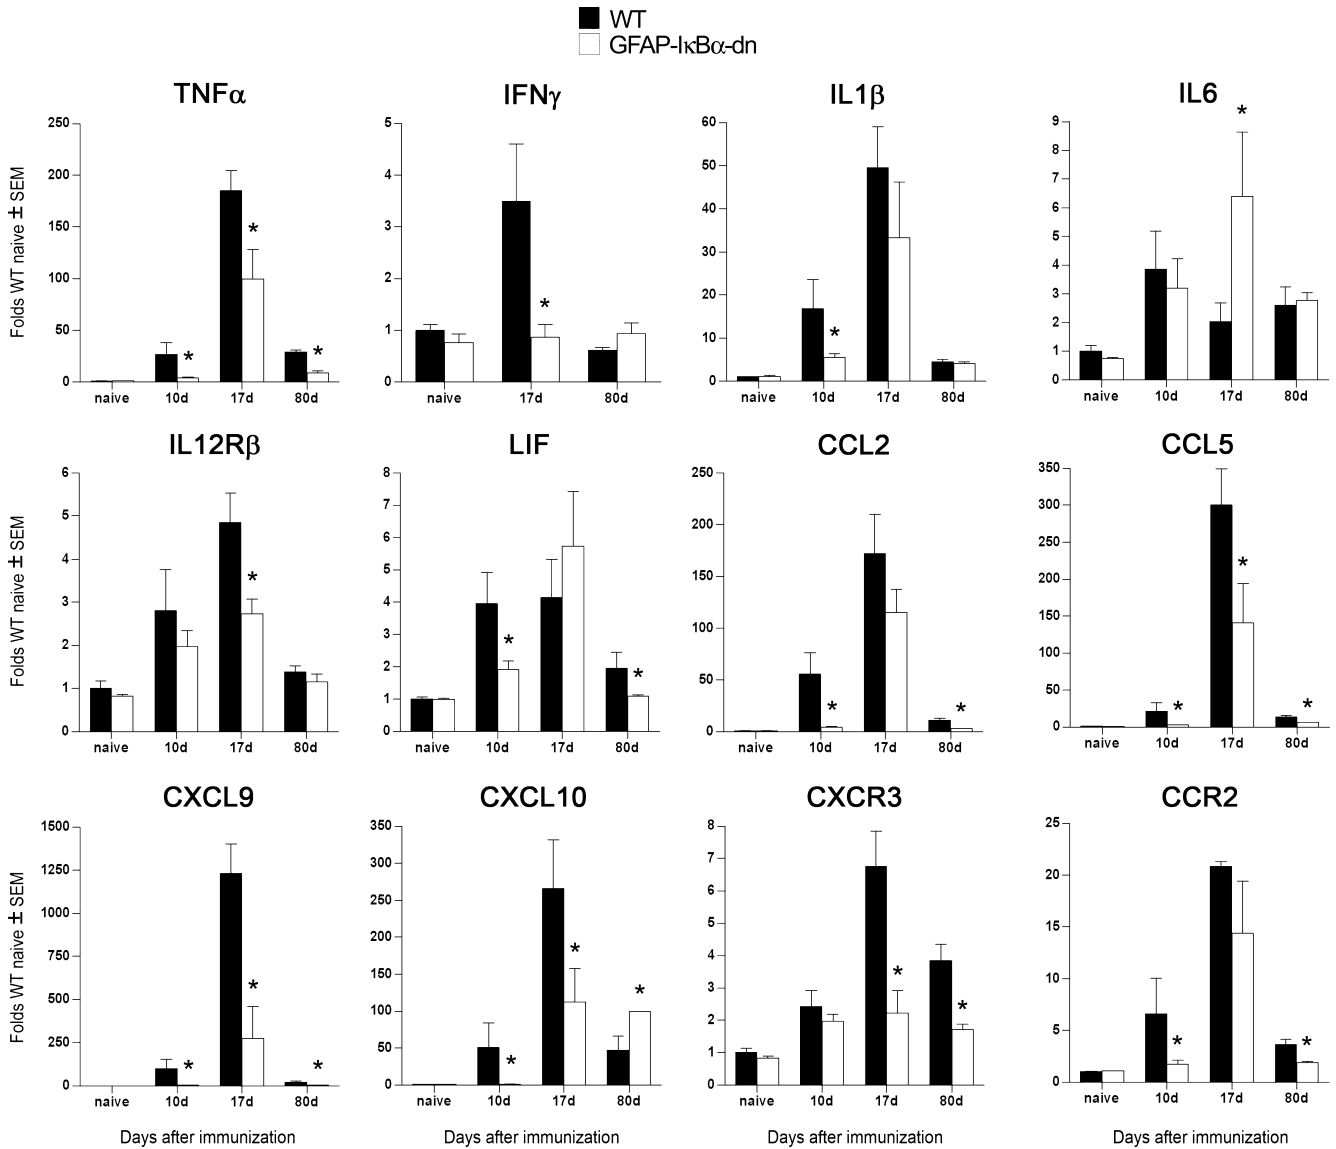 WT
GFAP-IκBα-dn
TNFα
IFNγ
IL1β
IL6
Folds WT naive ± SEM
250
200
150
100
50
0
naive 10d 17d 80d
5
4
3
2
1
0
naive 17d 80d
60
50
40
30
20
10
0
naive 10d 17d 80d
9
8
7
6
5
4
3
2
1
0
naive 10d 17d 80d
* * *
*
*
*
IL12Rβ
LIF
CCL2
CCL5
Folds WT naive ± SEM
6
5
4
3
2
1
0
naive 10d 17d 80d
8
7
6
5
4
3
2
1
0
naive 10d 17d 80d
250
200
150
100
50
0
naive 10d 17d 80d
350
300
250
200
150
100
50
0
naive 10d 17d 80d
*
* *
* *
* * *
CXCL9
CXCL10
CXCR3
CCR2
Folds WT naive ± SEM
1500
1250
1000
750
500
250
0
naive 10d 17d 80d
350
300
250
200
150
100
50
0
naive 10d 17d 80d
8
7
6
5
4
3
2
1
0
naive 10d 17d 80d
25
20
15
10
5
0
naive 10d 17d 80d
* * *
* * *
* *
* *
Days after immunization
Days after immunization
Days after immunization
Days after immunization